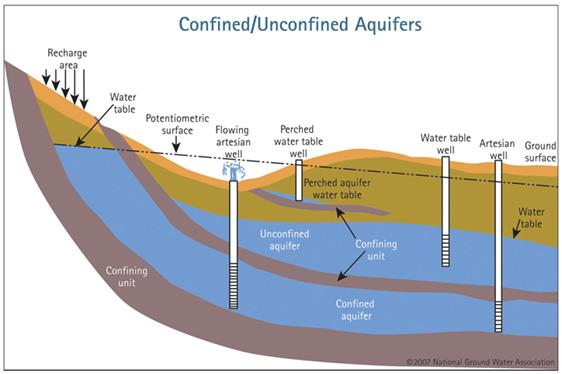 Confined/Unconfined Aquifers
Recharge
area
Water
table
Potentiometric
surface
Flowing
artesian
well
Perched
water table
well
Water table
well
Artesian
well
Ground
surface
Perched aquifer
water table
Water
table
Unconfined
aquifer
Confining
unit
Confining
unit
Confined
aquifer
©2007 National Ground Water Association